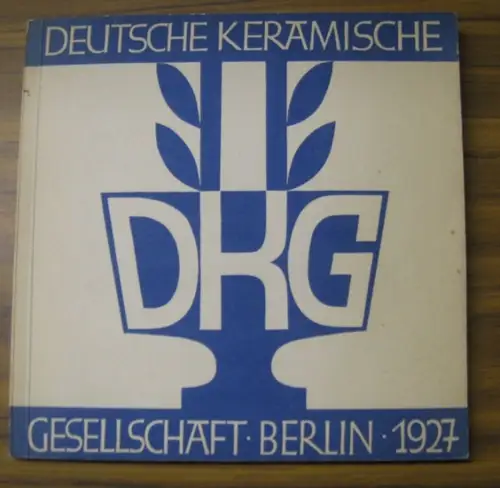 DEUTSCHE KERAMISCHE
DKG
GESELLSCHAFT · BERLIN · 1927